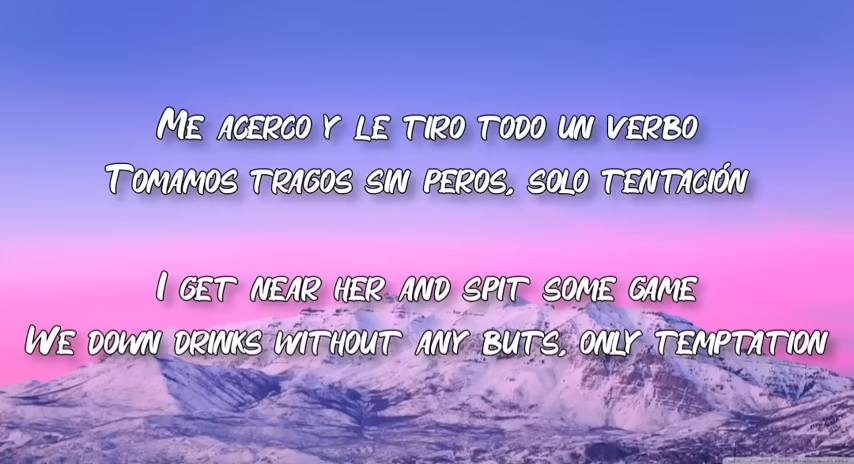 Me acerco y le tiro todo un verbo
Tomamos tragos sin peros, solo tentación
I get near her and spit some game
We down drinks without any buts, only temptation